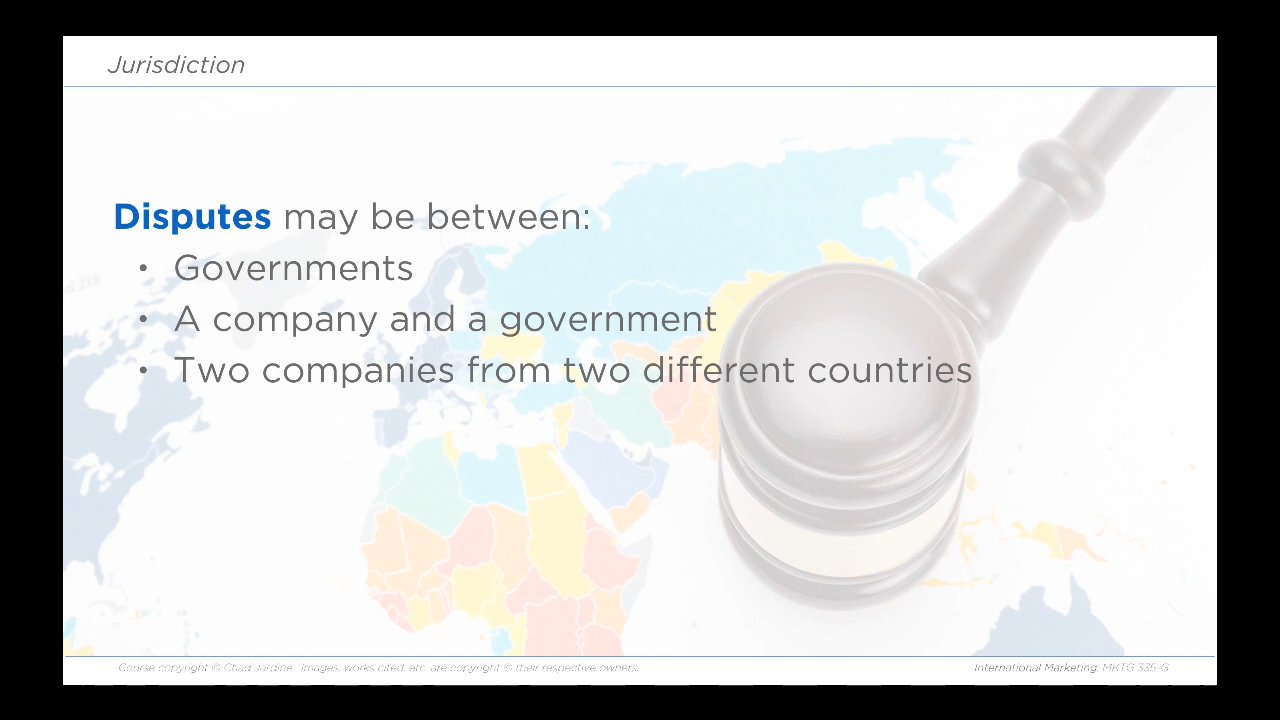 Jurisdiction
Disputes may be between:
• Governments
• A company and a government
• Two companies from two different countries
Course copyright © Chad Jardine. Images, works cited, etc. are copyright © their respective owners.
International Marketing: MKTG 335-G